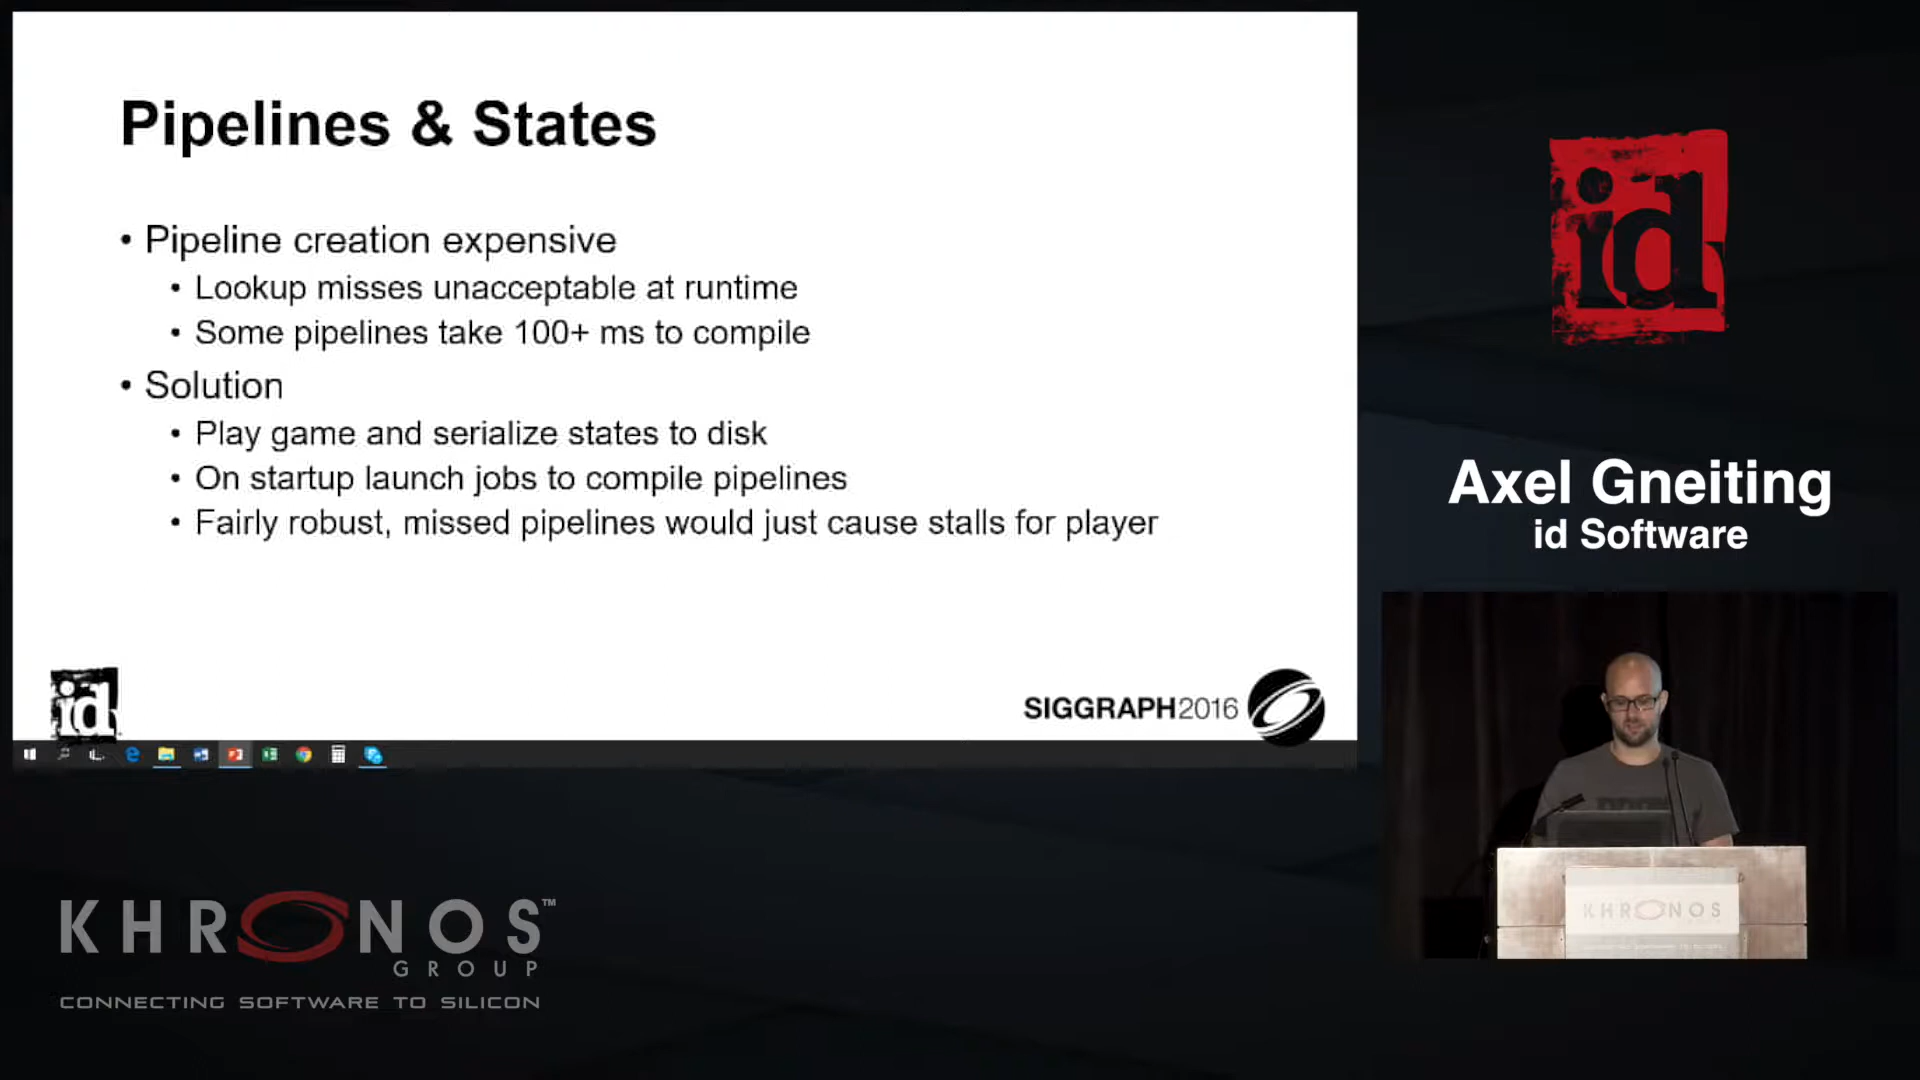 Pipelines & States
• Pipeline creation expensive
• Lookup misses unacceptable at runtime
• Some pipelines take 100+ ms to compile
• Solution
• Play game and serialize states to disk
• On startup launch jobs to compile pipelines
• Fairly robust, missed pipelines would just cause stalls for player
id
SIGGRAPH2016
id
Axel Gneiting
id Software
KHRONOS™
GROUP
CONNECTING SOFTWARE TO SILICON
KHRONOS